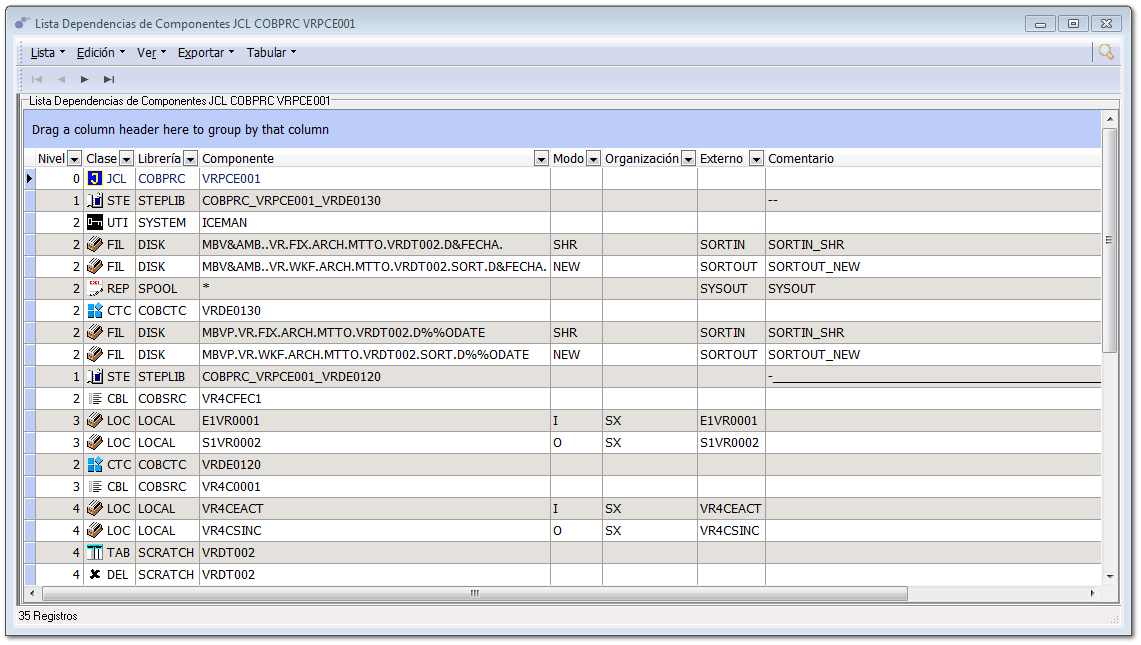 Lista Dependencias de Componentes JCL COBPRC VRPCE001
Lista Edición Ver Exportar Tabular
Lista Dependencias de Componentes JCL COBPRC VRPCE001
Drag a column header here to group by that column
Nivel Clase Librería Componente Modo Organización Externo Comentario
0 JCL COBPRC VRPCE001
1 STE STEPLIB COBPRC_VRPCE001_VRDE0130 --
2 UTI SYSTEM ICEMAN
2 FIL DISK MBV&AMB..VR.FIX.ARCH.MTTO.VRDT002.D&FECHA. SHR SORTIN SORTIN_SHR
2 FIL DISK MBV&AMB..VR.WKF.ARCH.MTTO.VRDT002.SORT.D&FECHA. NEW SORTOUT SORTOUT_NEW
2 REP SPOOL * SYSOUT SYSOUT
2 CTC COBCTC VRDE0130
2 FIL DISK MBVP.VR.FIX.ARCH.MTTO.VRDT002.D%%ODATE SHR SORTIN SORTIN_SHR
2 FIL DISK MBVP.VR.WKF.ARCH.MTTO.VRDT002.SORT.D%%ODATE NEW SORTOUT SORTOUT_NEW
1 STE STEPLIB COBPRC_VRPCE001_VRDE0120 -___________________________________________
2 CBL COBSRC VR4CFEC1
3 LOC LOCAL E1VR0001 I SX E1VR0001
3 LOC LOCAL S1VR0002 O SX S1VR0002
2 CTC COBCTC VRDE0120
3 CBL COBSRC VR4C0001
4 LOC LOCAL VR4CEACT I SX VR4CEACT
4 LOC LOCAL VR4CSINC O SX VR4CSINC
4 TAB SCRATCH VRDT002
4 DEL SCRATCH VRDT002
35 Registros